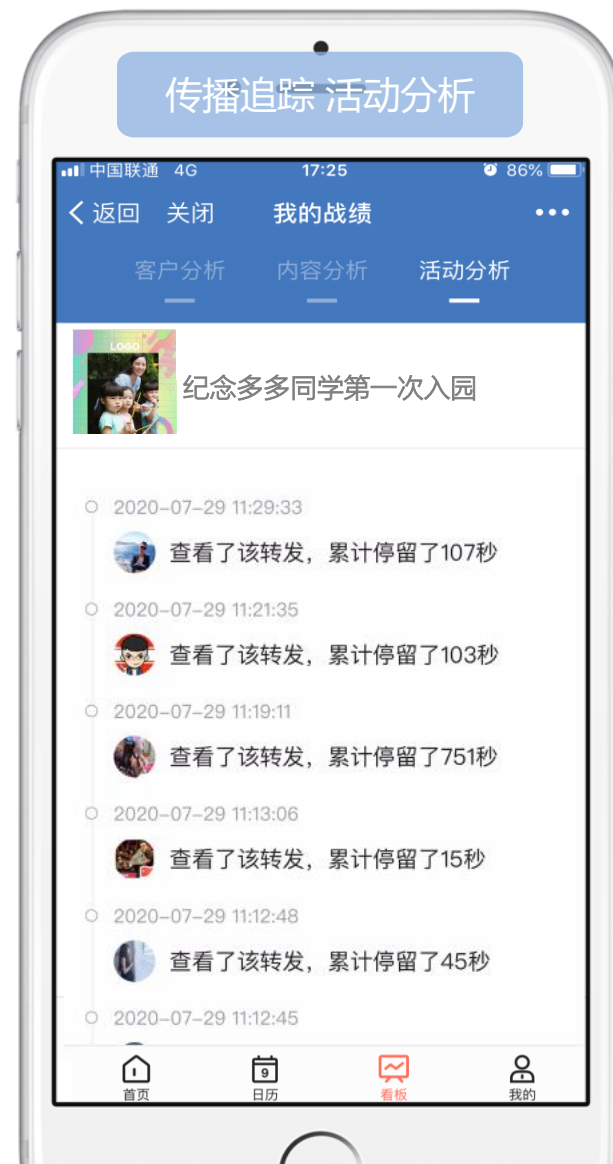 传播追踪 活动分析
中国联通 4G 17:25 86%
返回 关闭 我的战绩
客户分析 内容分析 活动分析
LOGO
纪念多多同学第一次入园
2020-07-29 11:29:33
查看了该转发，累计停留了107秒
2020-07-29 11:21:35
查看了该转发，累计停留了103秒
2020-07-29 11:19:11
查看了该转发，累计停留了751秒
2020-07-29 11:13:06
查看了该转发，累计停留了15秒
2020-07-29 11:12:48
查看了该转发，累计停留了45秒
2020-07-29 11:12:45
9
首页 日历 看板 我的